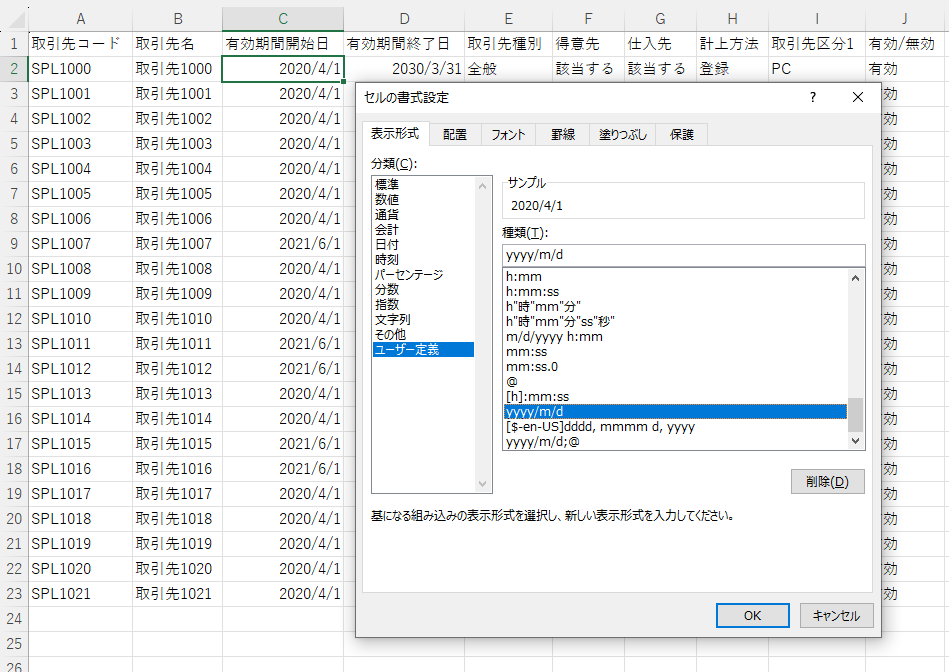 A B C D E F G H I J
1 取引先コード 取引先名 有効期間開始日 有効期間終了日 取引先種別 得意先 仕入先 計上方法 取引先区分1 有効/無効
2 SPL1000 取引先1000 2020/4/1 2030/3/31 全般 該当する 該当する 登録 PC 有効
3 SPL1001 取引先1001 2020/4/1 効
4 SPL1002 取引先1002 2020/4/1 効
5 SPL1003 取引先1003 2020/4/1 効
6 SPL1004 取引先1004 2020/4/1 効
7 SPL1005 取引先1005 2020/4/1 効
8 SPL1006 取引先1006 2020/4/1 効
9 SPL1007 取引先1007 2021/6/1 効
10 SPL1008 取引先1008 2020/4/1 効
11 SPL1009 取引先1009 2020/4/1 効
12 SPL1010 取引先1010 2020/4/1 効
13 SPL1011 取引先1011 2021/6/1 効
14 SPL1012 取引先1012 2021/6/1 効
15 SPL1013 取引先1013 2020/4/1 効
16 SPL1014 取引先1014 2020/4/1 効
17 SPL1015 取引先1015 2021/6/1 効
18 SPL1016 取引先1016 2021/6/1 効
19 SPL1017 取引先1017 2020/4/1 効
20 SPL1018 取引先1018 2020/4/1 効
21 SPL1019 取引先1019 2020/4/1 効
22 SPL1020 取引先1020 2020/4/1 効
23 SPL1021 取引先1021 2020/4/1 効
24
25
26
セルの書式設定 ?
表示形式 配置 フォント 罫線 塗りつぶし 保護
分類(C):
標準
数値
通貨
会計
日付
時刻
パーセンテージ
分数
指数
文字列
その他
ユーザー定義
サンプル
2020/4/1
種類(T):
yyyy/m/d
h:mm
h:mm:ss
h"時"mm"分"
h"時"mm"分"ss"秒"
m/d/yyyy h:mm
mm:ss
mm:ss.0
@
[h]:mm:ss
yyyy/m/d
[$-en-US]dddd, mmmm d, yyyy
yyyy/m/d;@
削除(D)
基になる組み込みの表示形式を選択し、新しい表示形式を入力してください。
OK キャンセル